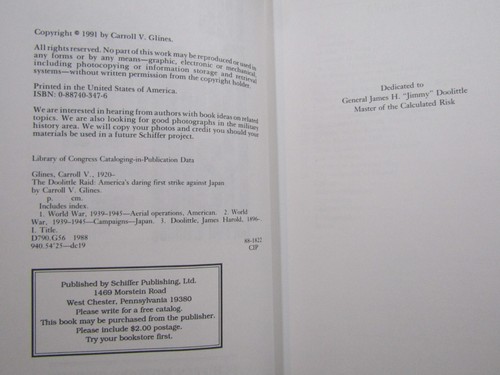 Copyright © 1991 by Carroll V. Glines.
All rights reserved. No part of this work may be reproduced or used in
any forms or by any means—graphic, electronic or mechanical,
including photocopying or information storage and retrieval
systems—without written permission from the copyright holder.
Printed in the United States of America.
ISBN: 0-88740-347-6
We are interested in hearing from authors with book ideas on related
topics. We are also looking for good photographs in the military
history area. We will copy your photos and credit you should your
materials be used in a future Schiffer project.
Library of Congress Cataloging-in-Publication Data
Glines, Carroll V., 1920–
The Doolittle Raid: America's daring first strike against Japan
by Carroll V. Glines.
p. cm.
Includes index.
1. World War, 1939–1945—Aerial operations, American. 2. World
War, 1939–1945—Campaigns—Japan. 3. Doolittle, James Harold, 1896–
I. Title.
D790.G56 1988
940.54'25—dc19
88-1822
CIP
Published by Schiffer Publishing, Ltd.
1469 Morstein Road
West Chester, Pennsylvania 19380
Please write for a free catalog.
This book may be purchased from the publisher.
Please include $2.00 postage.
Try your bookstore first.
Dedicated to
General James H. "Jimmy" Doolittle
Master of the Calculated Risk